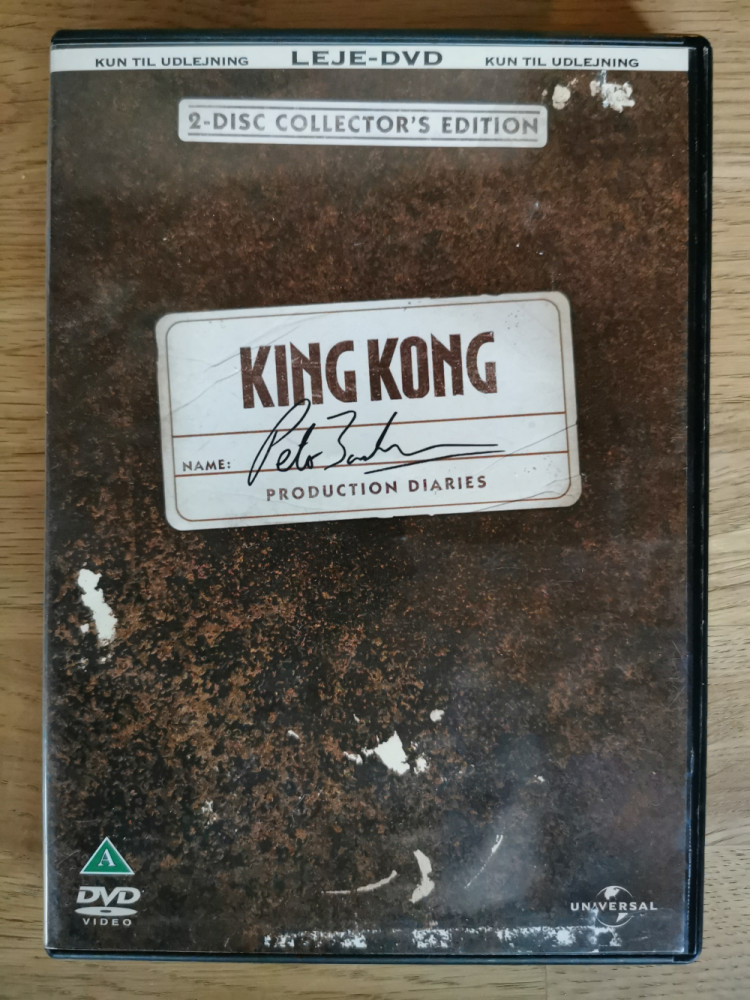 KUN TIL UDLEJNING LEJE-DVD KUN TIL UDLEJNING
2-DISC COLLECTOR'S EDITION
KING KONG
NAME:
PRODUCTION DIARIES
A
DVD
VIDEO
UNIVERSAL